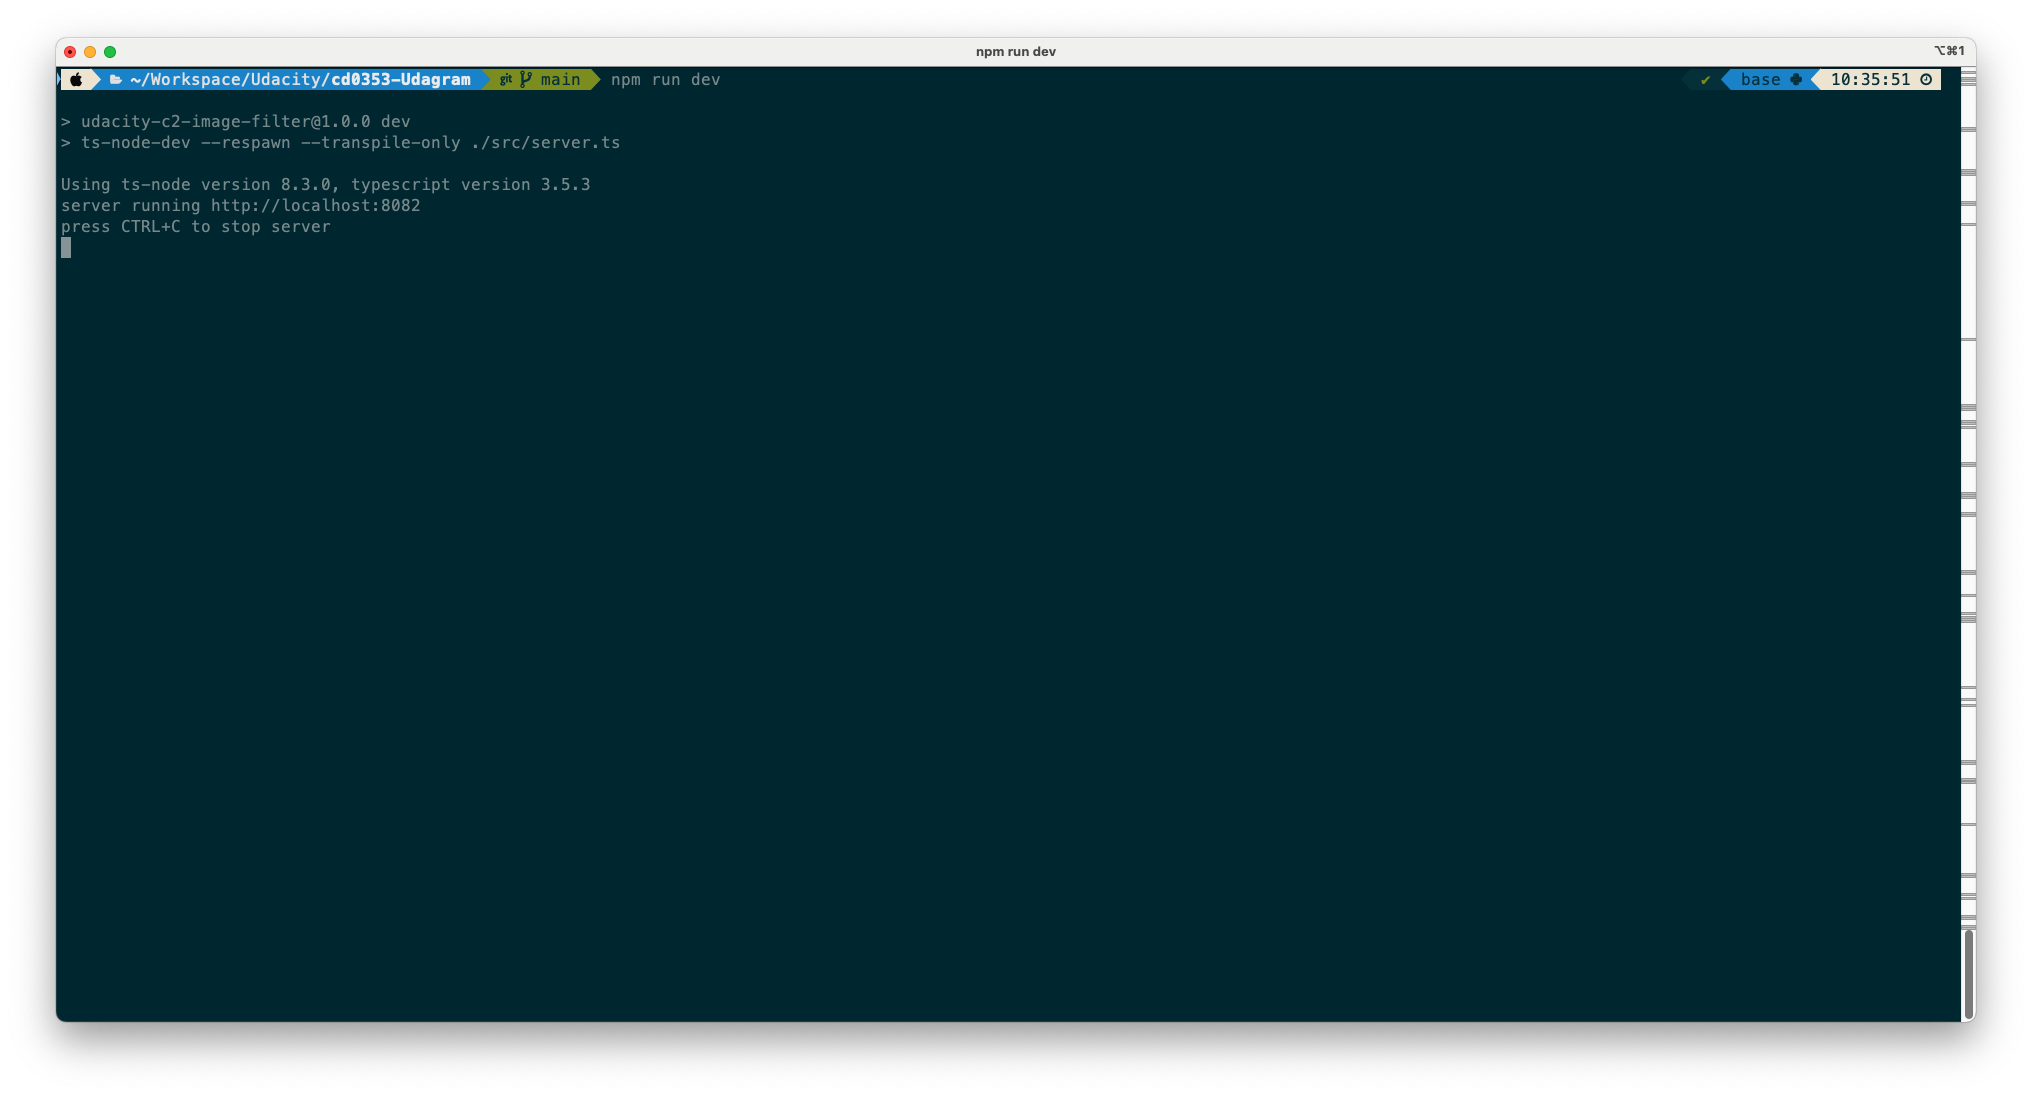 npm run dev
⌥⌘1
~/Workspace/Udacity/cd0353-Udagram git main npm run dev ✔ base 10:35:51
> udacity-c2-image-filter@1.0.0 dev
> ts-node-dev --respawn --transpile-only ./src/server.ts
Using ts-node version 8.3.0, typescript version 3.5.3
server running http://localhost:8082
press CTRL+C to stop server